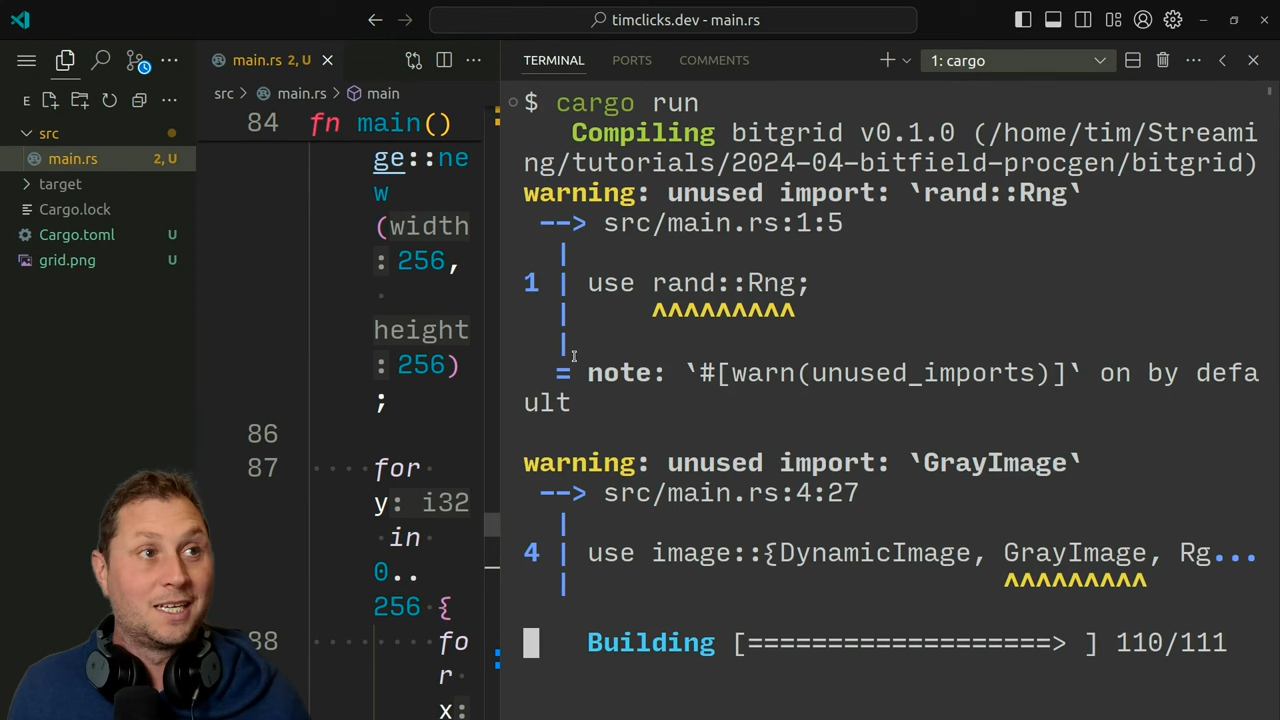 timclicks.dev - main.rs
main.rs 2, U
TERMINAL
PORTS
COMMENTS
1: cargo
E
src > main.rs > main
src
main.rs 2, U
target
Cargo.lock
Cargo.toml U
grid.png U
84 fn main()
ge::ne
w
(width
: 256,
height
: 256)
;
86
87 for
y: i32
in
0..
256 {
88 fo
r
x:
$ cargo run
Compiling bitgrid v0.1.0 (/home/tim/Streami
ng/tutorials/2024-04-bitfield-procgen/bitgrid)
warning: unused import: `rand::Rng`
--> src/main.rs:1:5
|
1 | use rand::Rng;
| ^^^^^^^^^
|
= note: `#[warn(unused_imports)]` on by defa
ult
warning: unused import: `GrayImage`
--> src/main.rs:4:27
|
4 | use image::{DynamicImage, GrayImage, Rg...
| ^^^^^^^^^
Building [===================> ] 110/111